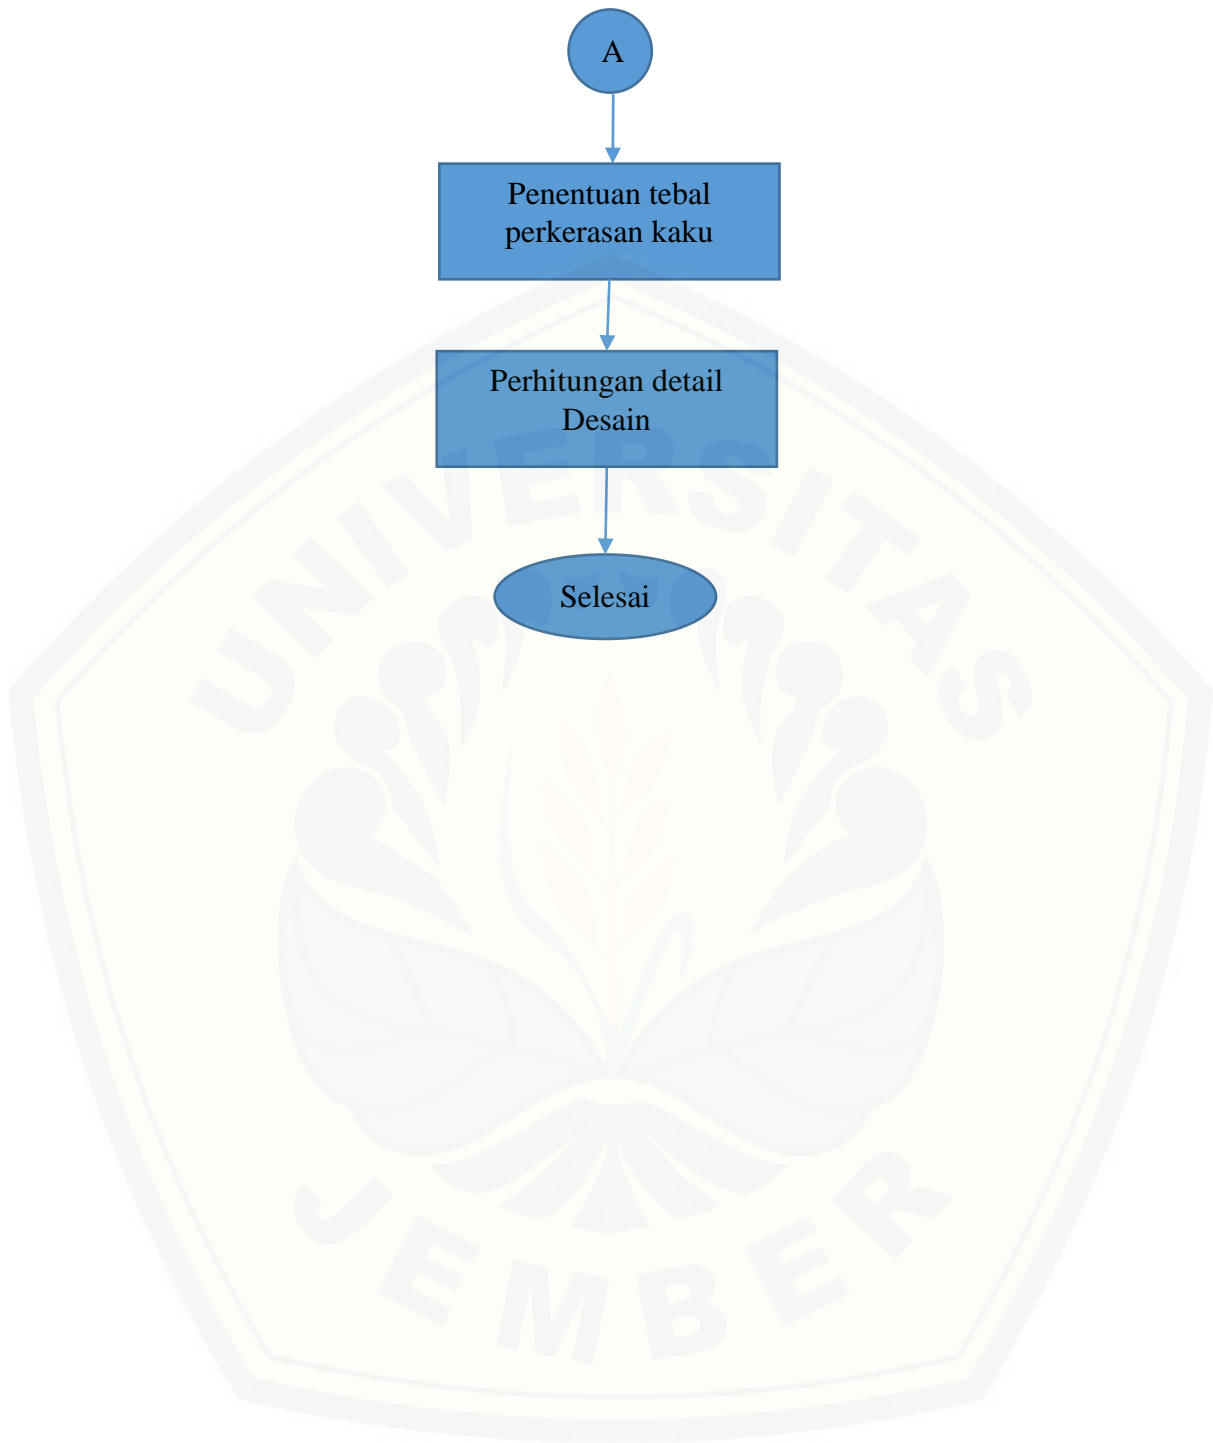 A
Penentuan tebal
perkerasan kaku
Perhitungan detail
Desain
UNIVERSITAS
Selesai
JEMBER